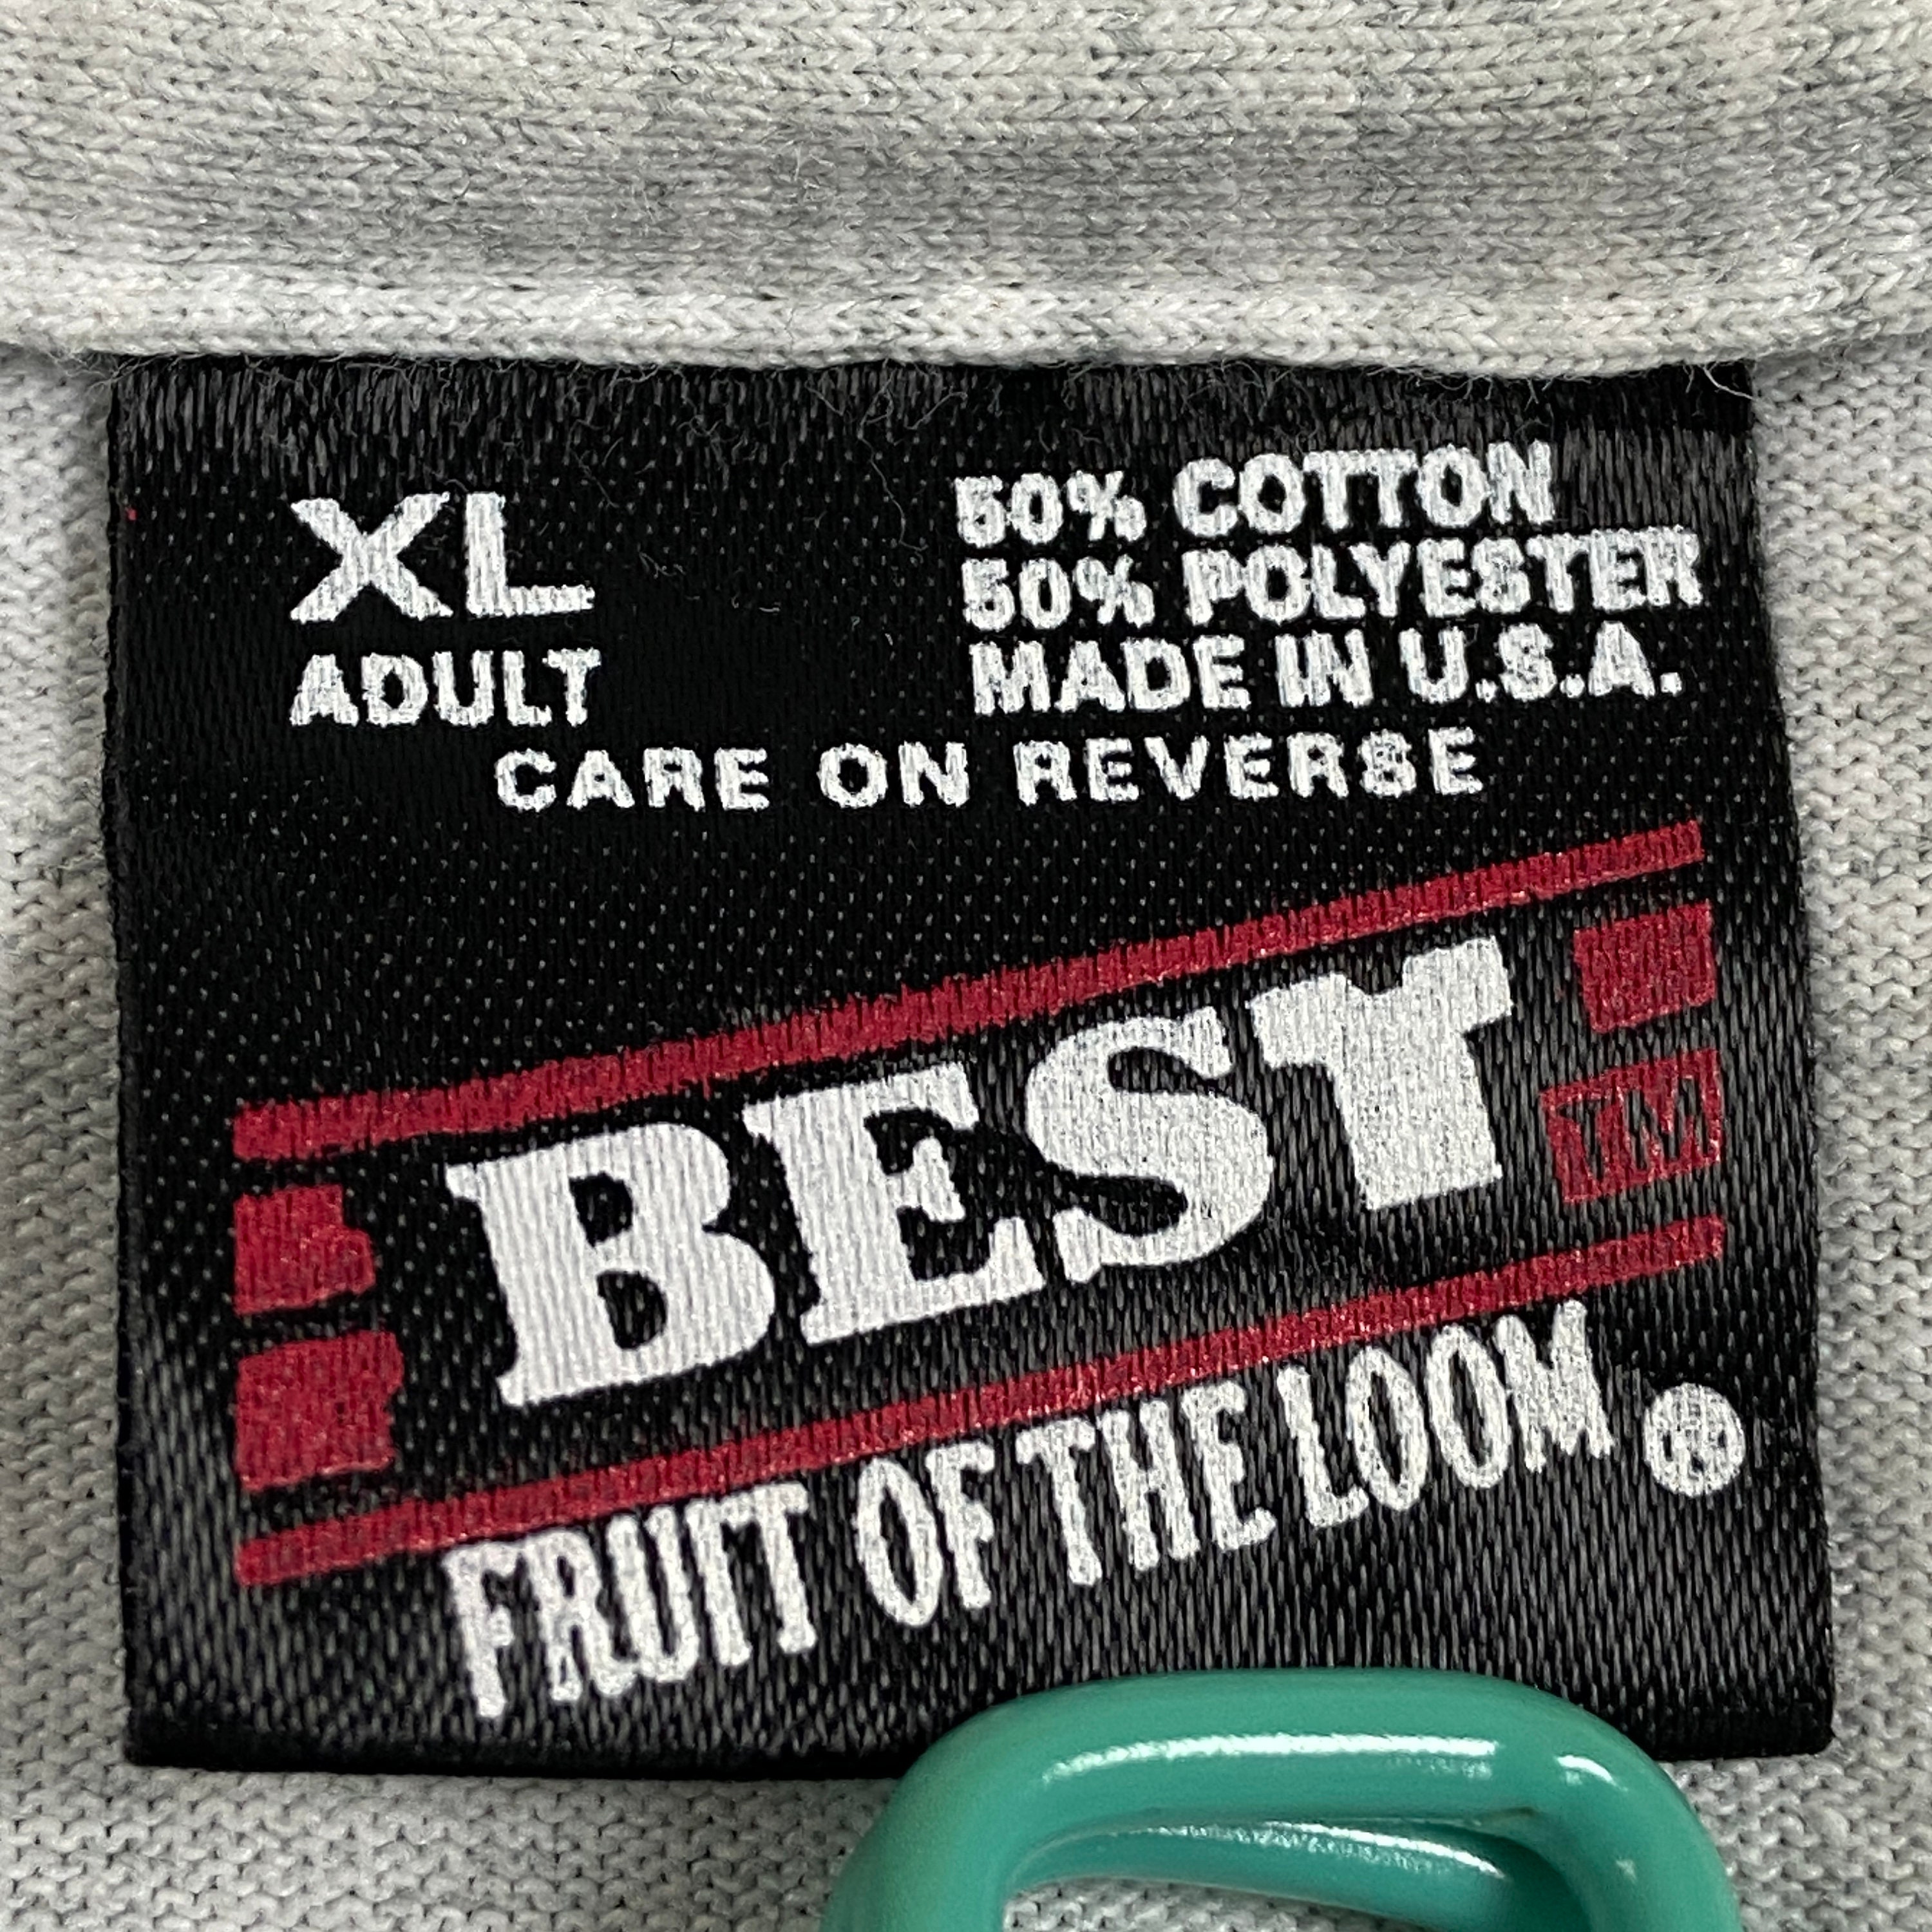 XL
ADULT
50% COTTON
50% POLYESTER
MADE IN U.S.A.
CARE ON REVERSE
BEST
TM
FRUIT OF THE LOOM ®